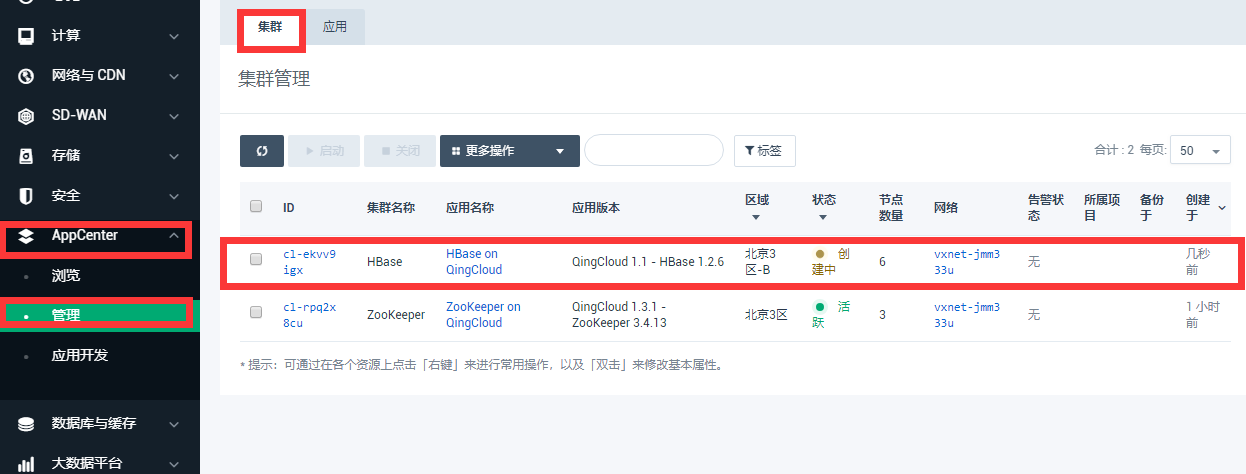 计算
网络与 CDN
SD-WAN
存储
安全
AppCenter
浏览
管理
应用开发
数据库与缓存
大数据平台
集群
应用
集群管理
启动
关闭
更多操作
标签
合计 : 2 每页: 50
ID
集群名称
应用名称
应用版本
区域
状态
节点
数量
网络
告警状
态
所属项
目
备份
于
创建
于
cl-ekvv9
igx
HBase
HBase on
QingCloud
QingCloud 1.1 - HBase 1.2.6
北京3
区-B
创
建中
6
vxnet-jmm3
33u
无
几秒
前
cl-rpq2x
8cu
ZooKeeper
ZooKeeper on
QingCloud
QingCloud 1.3.1 -
ZooKeeper 3.4.13
北京3区
活
跃
3
vxnet-jmm3
33u
无
1 小时
前
* 提示：可通过在各个资源上点击「右键」来进行常用操作，以及「双击」来修改基本属性。